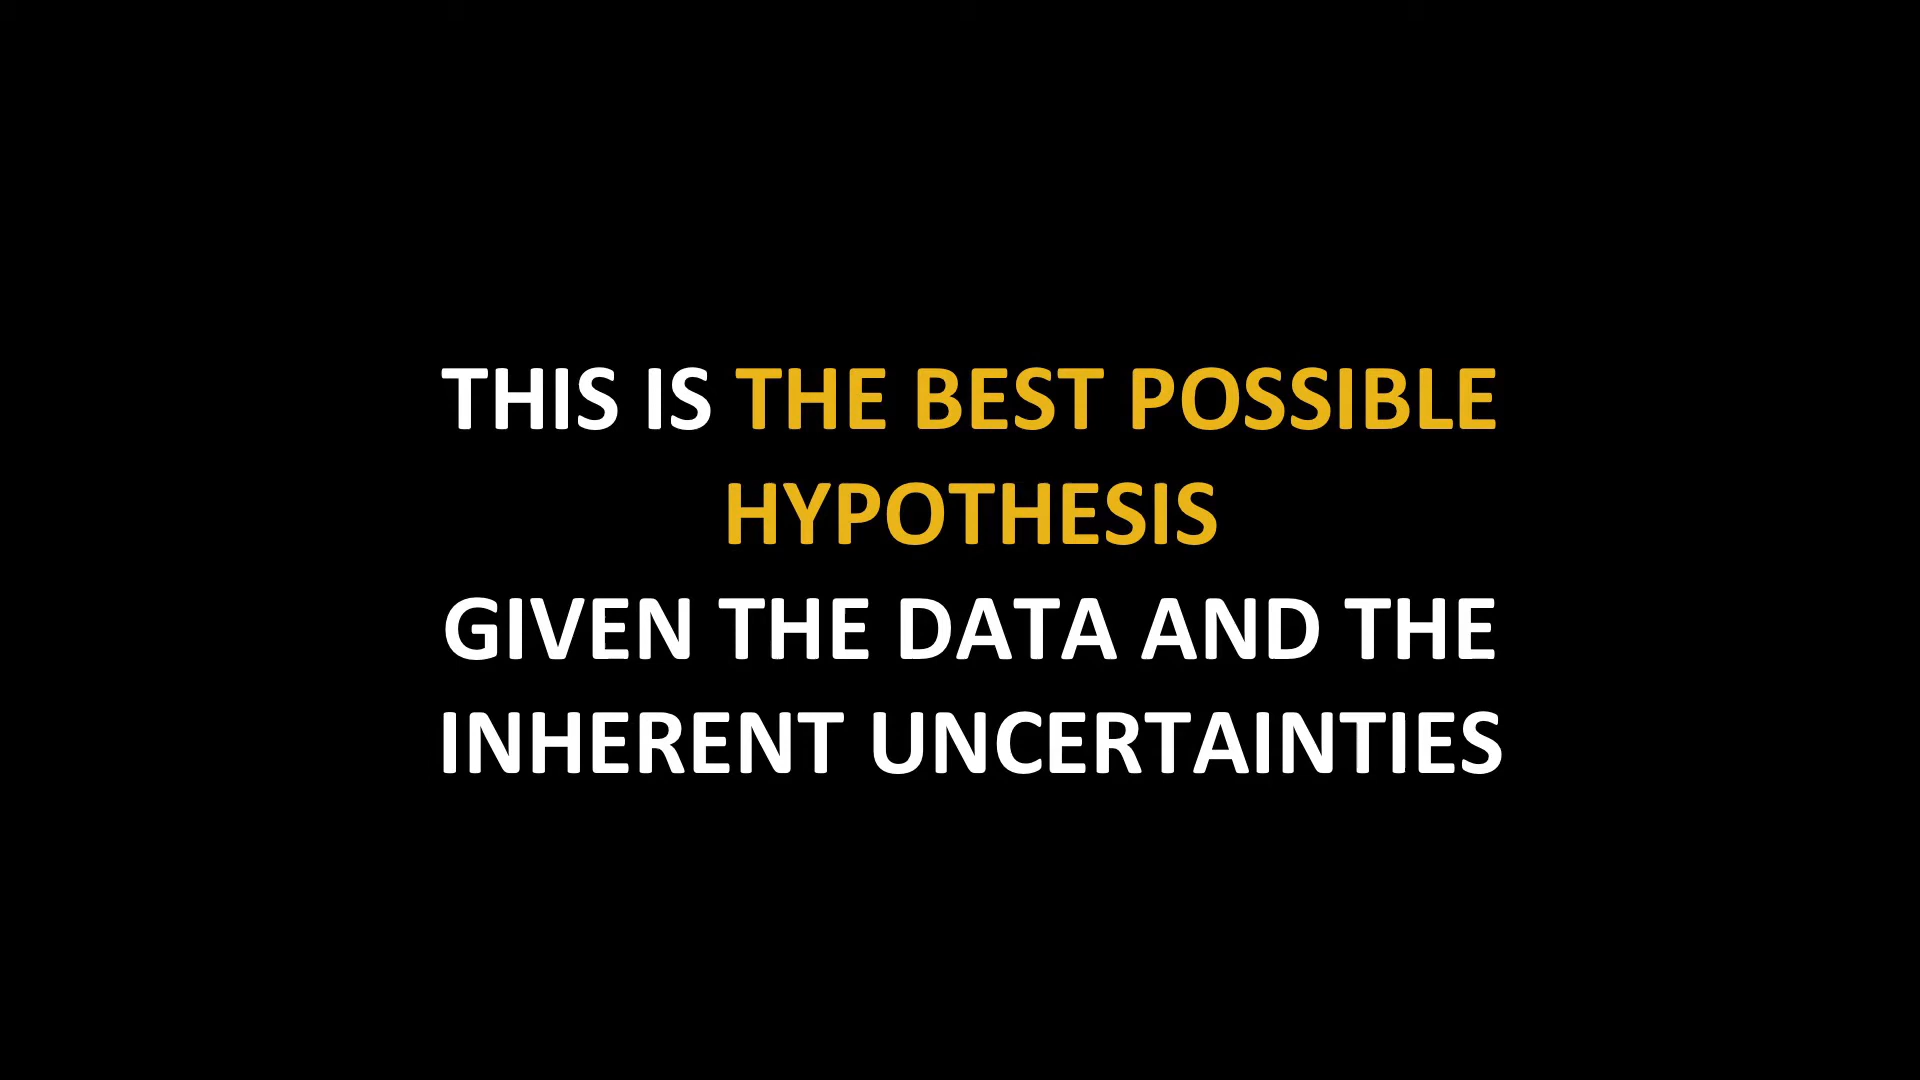 THIS IS THE BEST POSSIBLE
HYPOTHESIS
GIVEN THE DATA AND THE
INHERENT UNCERTAINTIES